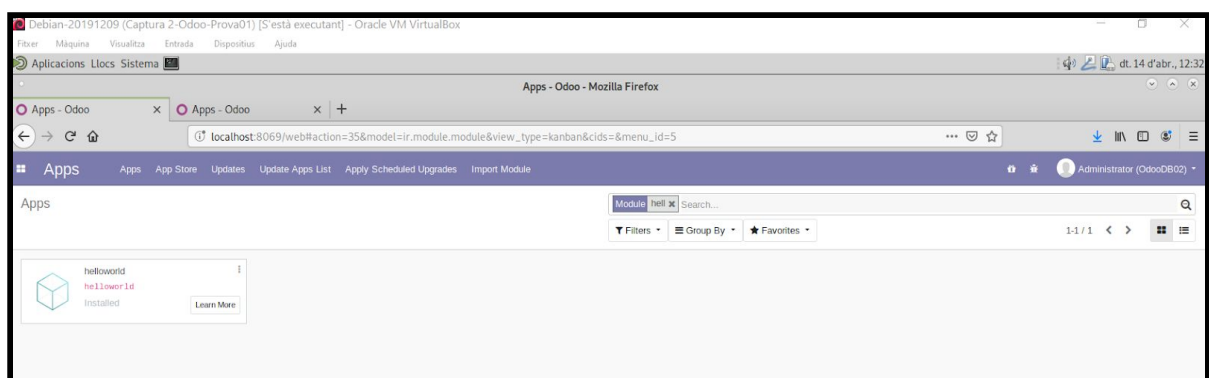 Debian-20191209 (Captura 2-Odoo-Prova01) [S'està executant] - Oracle VM VirtualBox
Fitxer Màquina Visualitza Entrada Dispositius Ajuda
Aplicacions Llocs Sistema dt. 14 d'abr., 12:32
Apps - Odoo - Mozilla Firefox
Apps - Odoo × Apps - Odoo × +
localhost:8069/web#action=35&model=ir.module.module&view_type=kanban&cids=&menu_id=5
Apps Apps App Store Updates Update Apps List Apply Scheduled Upgrades Import Module Administrator (OdooDB02)
Apps Module hell × Search...
Filters Group By Favorites 1-1 / 1
helloworld
helloworld
Installed Learn More